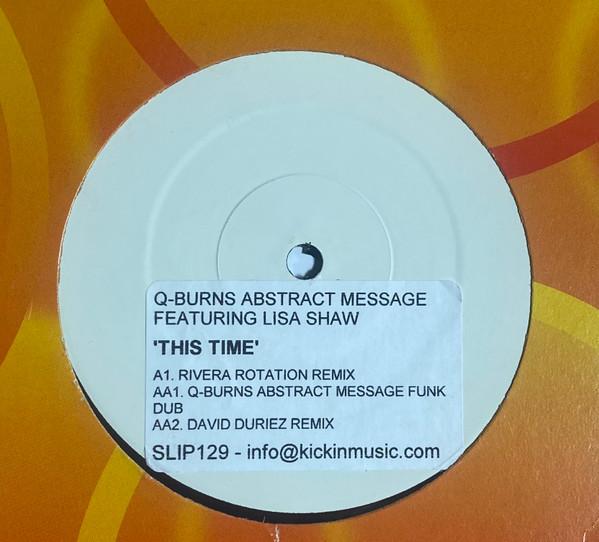 Q-BURNS ABSTRACT MESSAGE
FEATURING LISA SHAW
'THIS TIME'
A1. RIVERA ROTATION REMIX
AA1. Q-BURNS ABSTRACT MESSAGE FUNK
DUB
AA2. DAVID DURIEZ REMIX
SLIP129 - info@kickinmusic.com